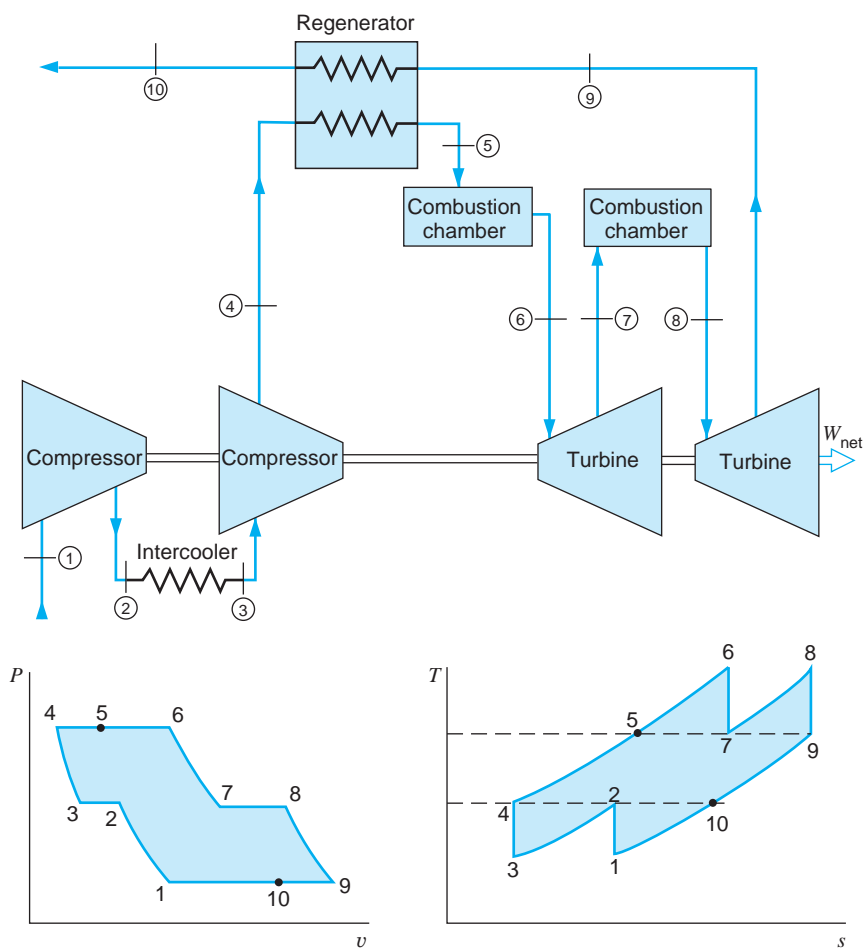 Regenerator
10
9
5
Combustion
chamber
Combustion
chamber
4
6
7
8
Compressor
Compressor
Turbine
Turbine
Wnet
1
Intercooler
2
3
P
4
5
6
3
2
7
8
1
10
9
v
T
6
8
5
7
9
4
2
10
3
1
s